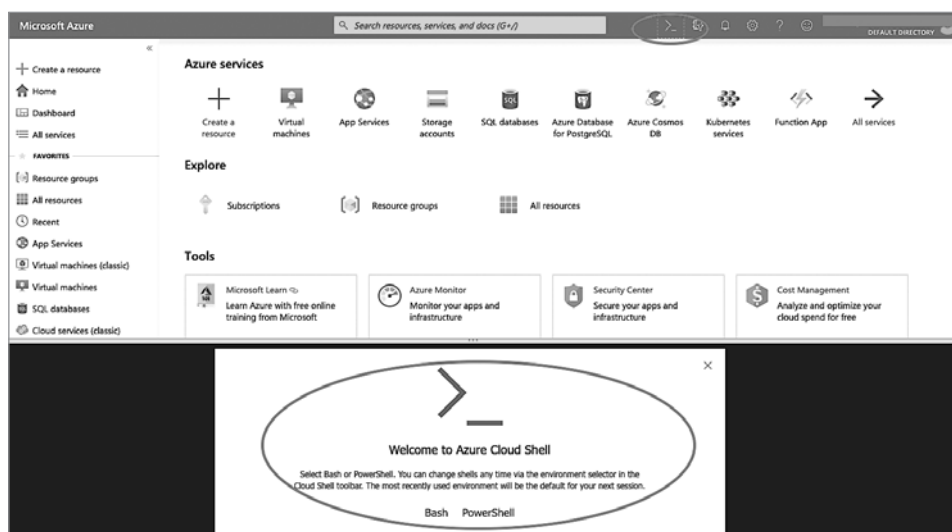 Microsoft Azure
Search resources, services, and docs (G+/)
DEFAULT DIRECTORY
Create a resource
Home
Dashboard
All services
FAVORITES
Resource groups
All resources
Recent
App Services
Virtual machines (classic)
Virtual machines
SQL databases
Cloud services (classic)
Azure services
Create a
resource
Virtual
machines
App Services
Storage
accounts
SQL
SQL databases
Azure Database
for PostgreSQL
Azure Cosmos
DB
Kubernetes
services
Function App
All services
Explore
Subscriptions
Resource groups
All resources
Tools
Microsoft Learn
Learn Azure with free online
training from Microsoft
Azure Monitor
Monitor your apps and
infrastructure
Security Center
Secure your apps and
infrastructure
Cost Management
Analyze and optimize your
cloud spend for free
Welcome to Azure Cloud Shell
Select Bash or PowerShell. You can change shells any time via the environment selector in the
Cloud Shell toolbar. The most recently used environment will be the default for your next session.
Bash PowerShell